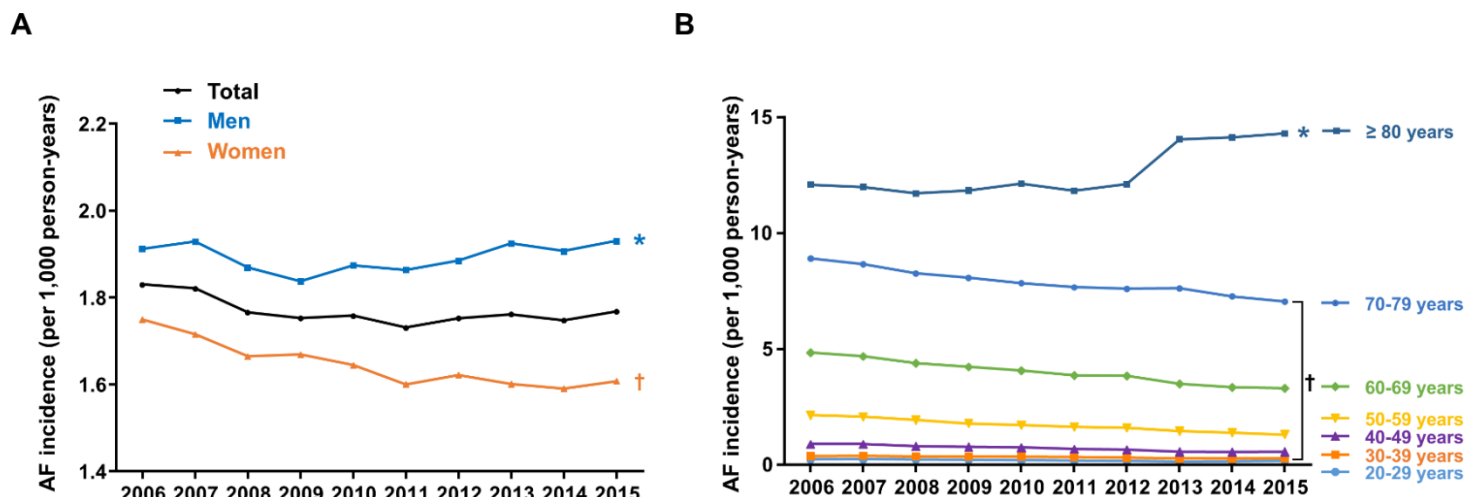 A
AF incidence (per 1,000 person-years)
Total
Men
Women
2.2
2.0
1.8
1.6
1.4
*
†
2006 2007 2008 2009 2010 2011 2012 2013 2014 2015
B
AF incidence (per 1,000 person-years)
15
10
5
0
*
†
≥ 80 years
70-79 years
60-69 years
50-59 years
40-49 years
30-39 years
20-29 years
2006 2007 2008 2009 2010 2011 2012 2013 2014 2015